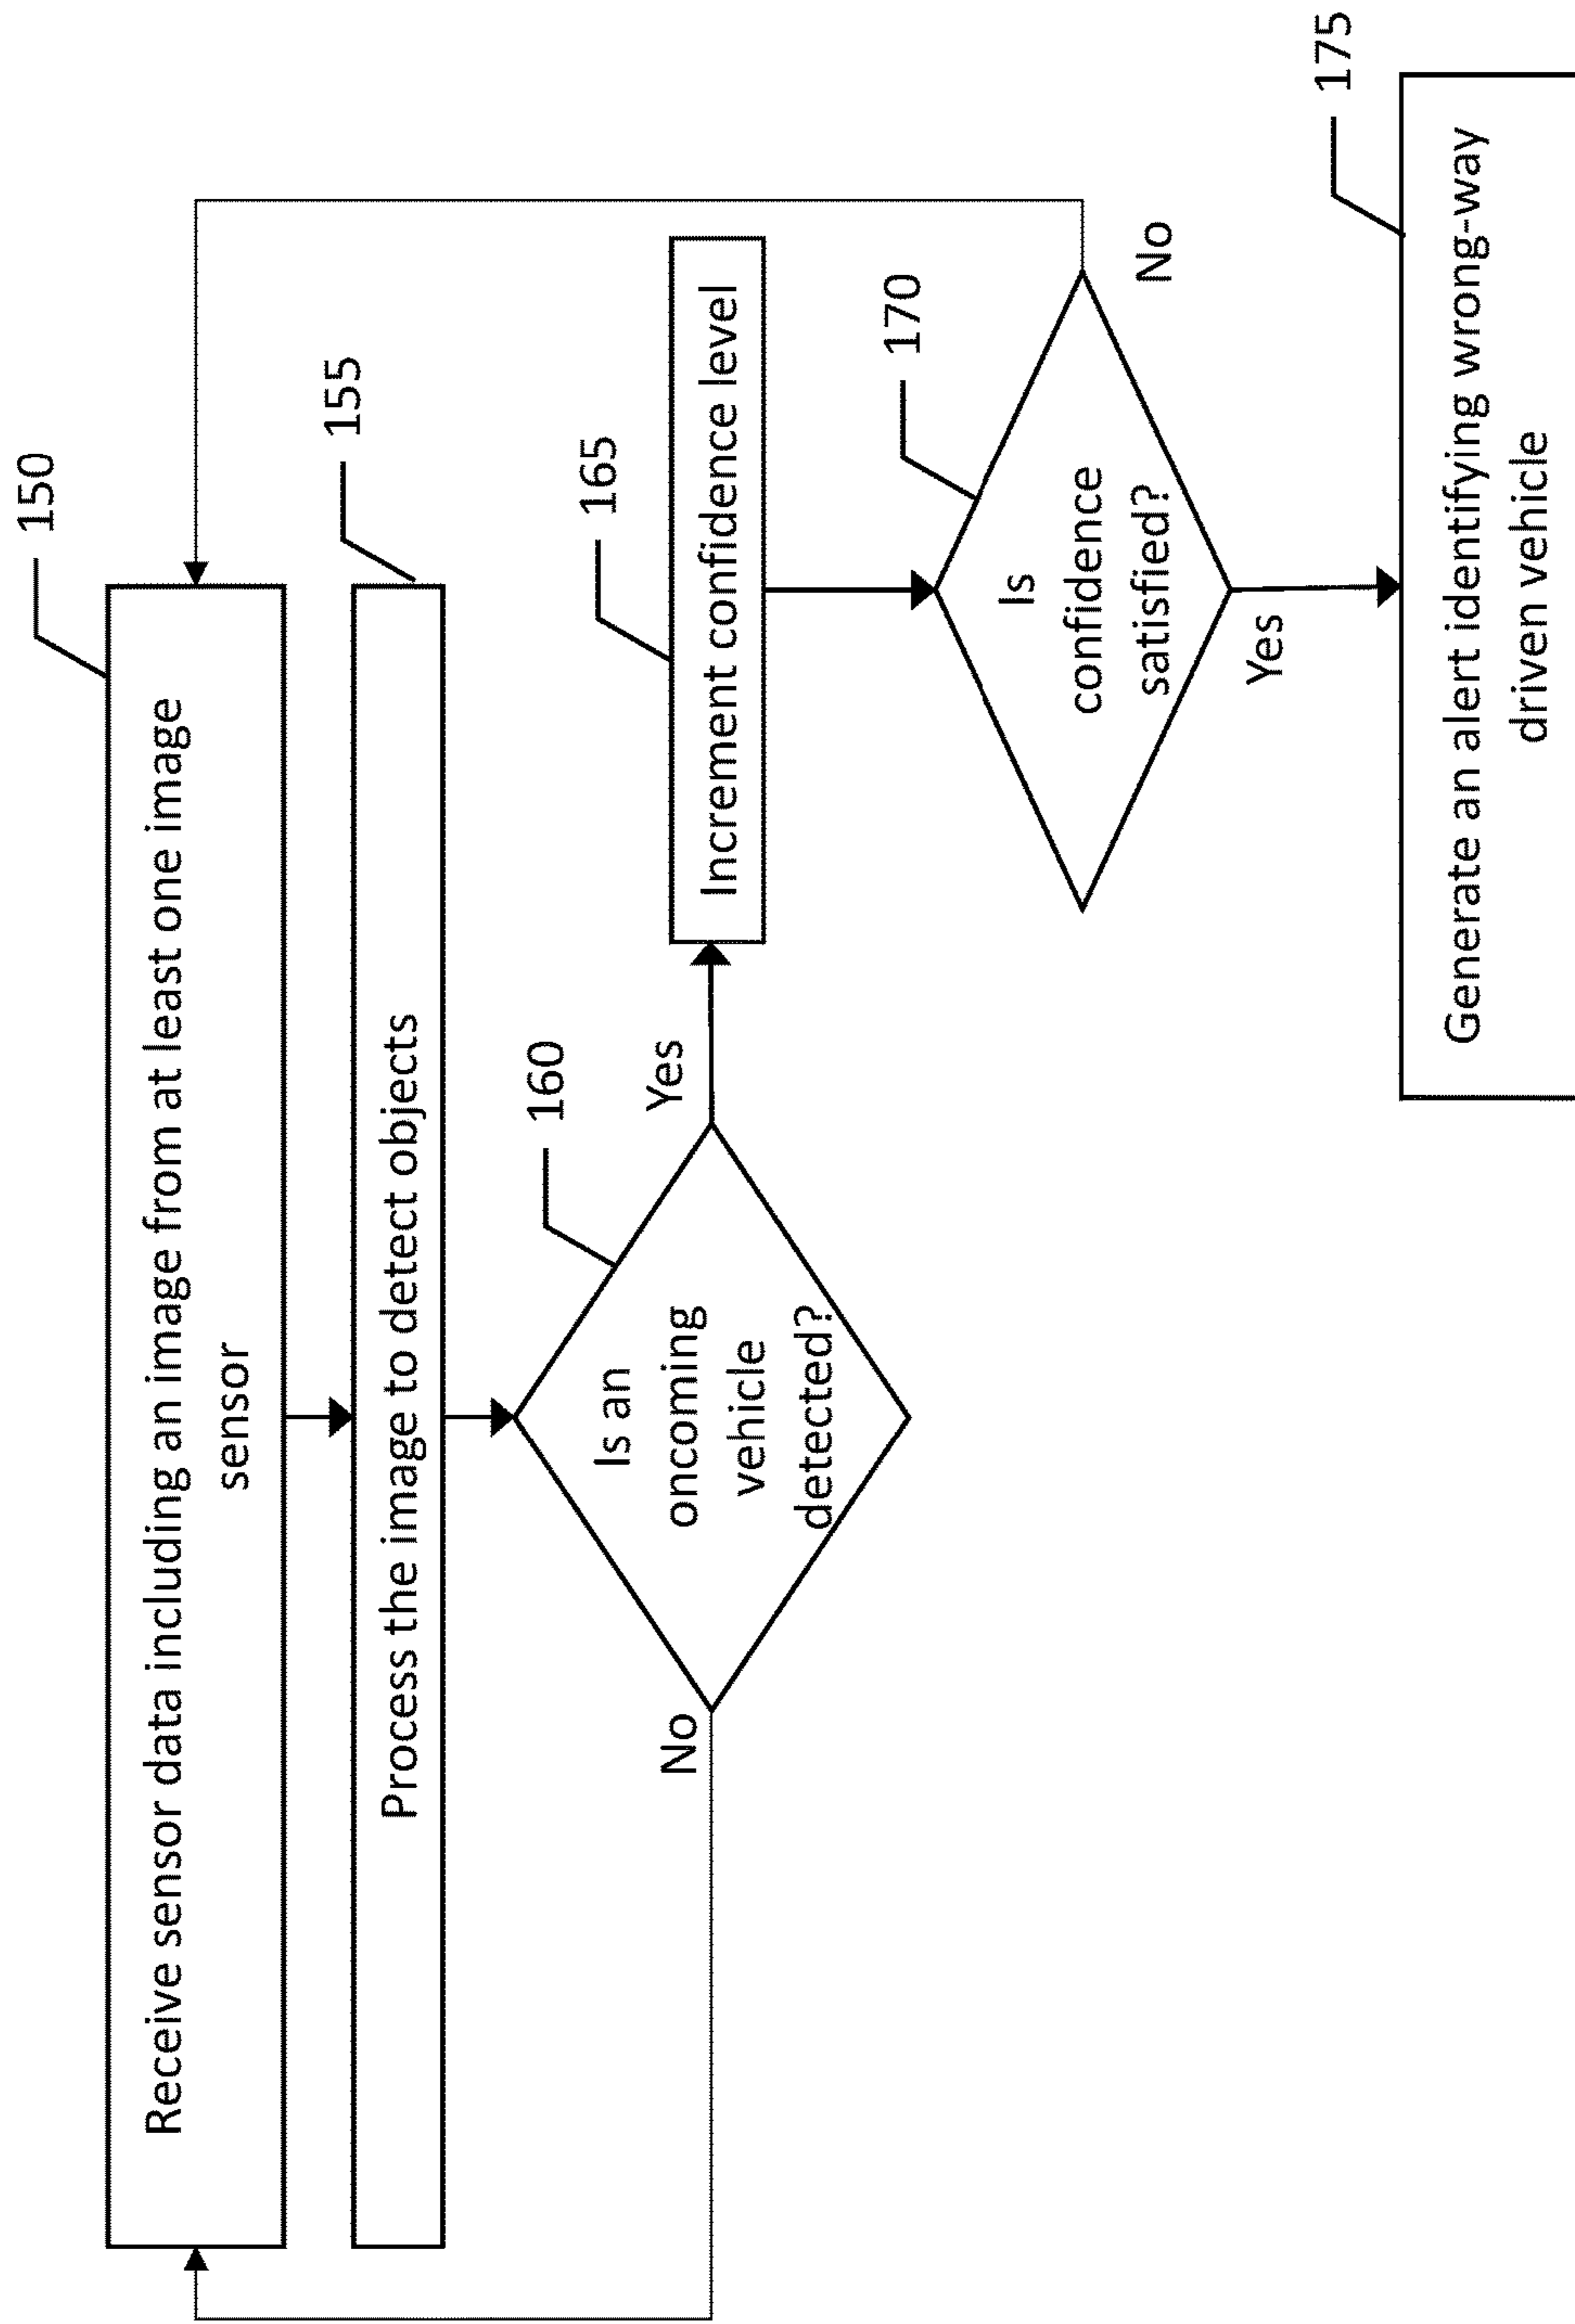 150
Receive sensor data including an image from at least one image
sensor
155
Process the image to detect objects
160
Is an
oncoming
vehicle
detected?
No
Yes
165
Increment confidence level
170
Is
confidence
satisfied?
No
Yes
175
Generate an alert identifying wrong-way
driven vehicle